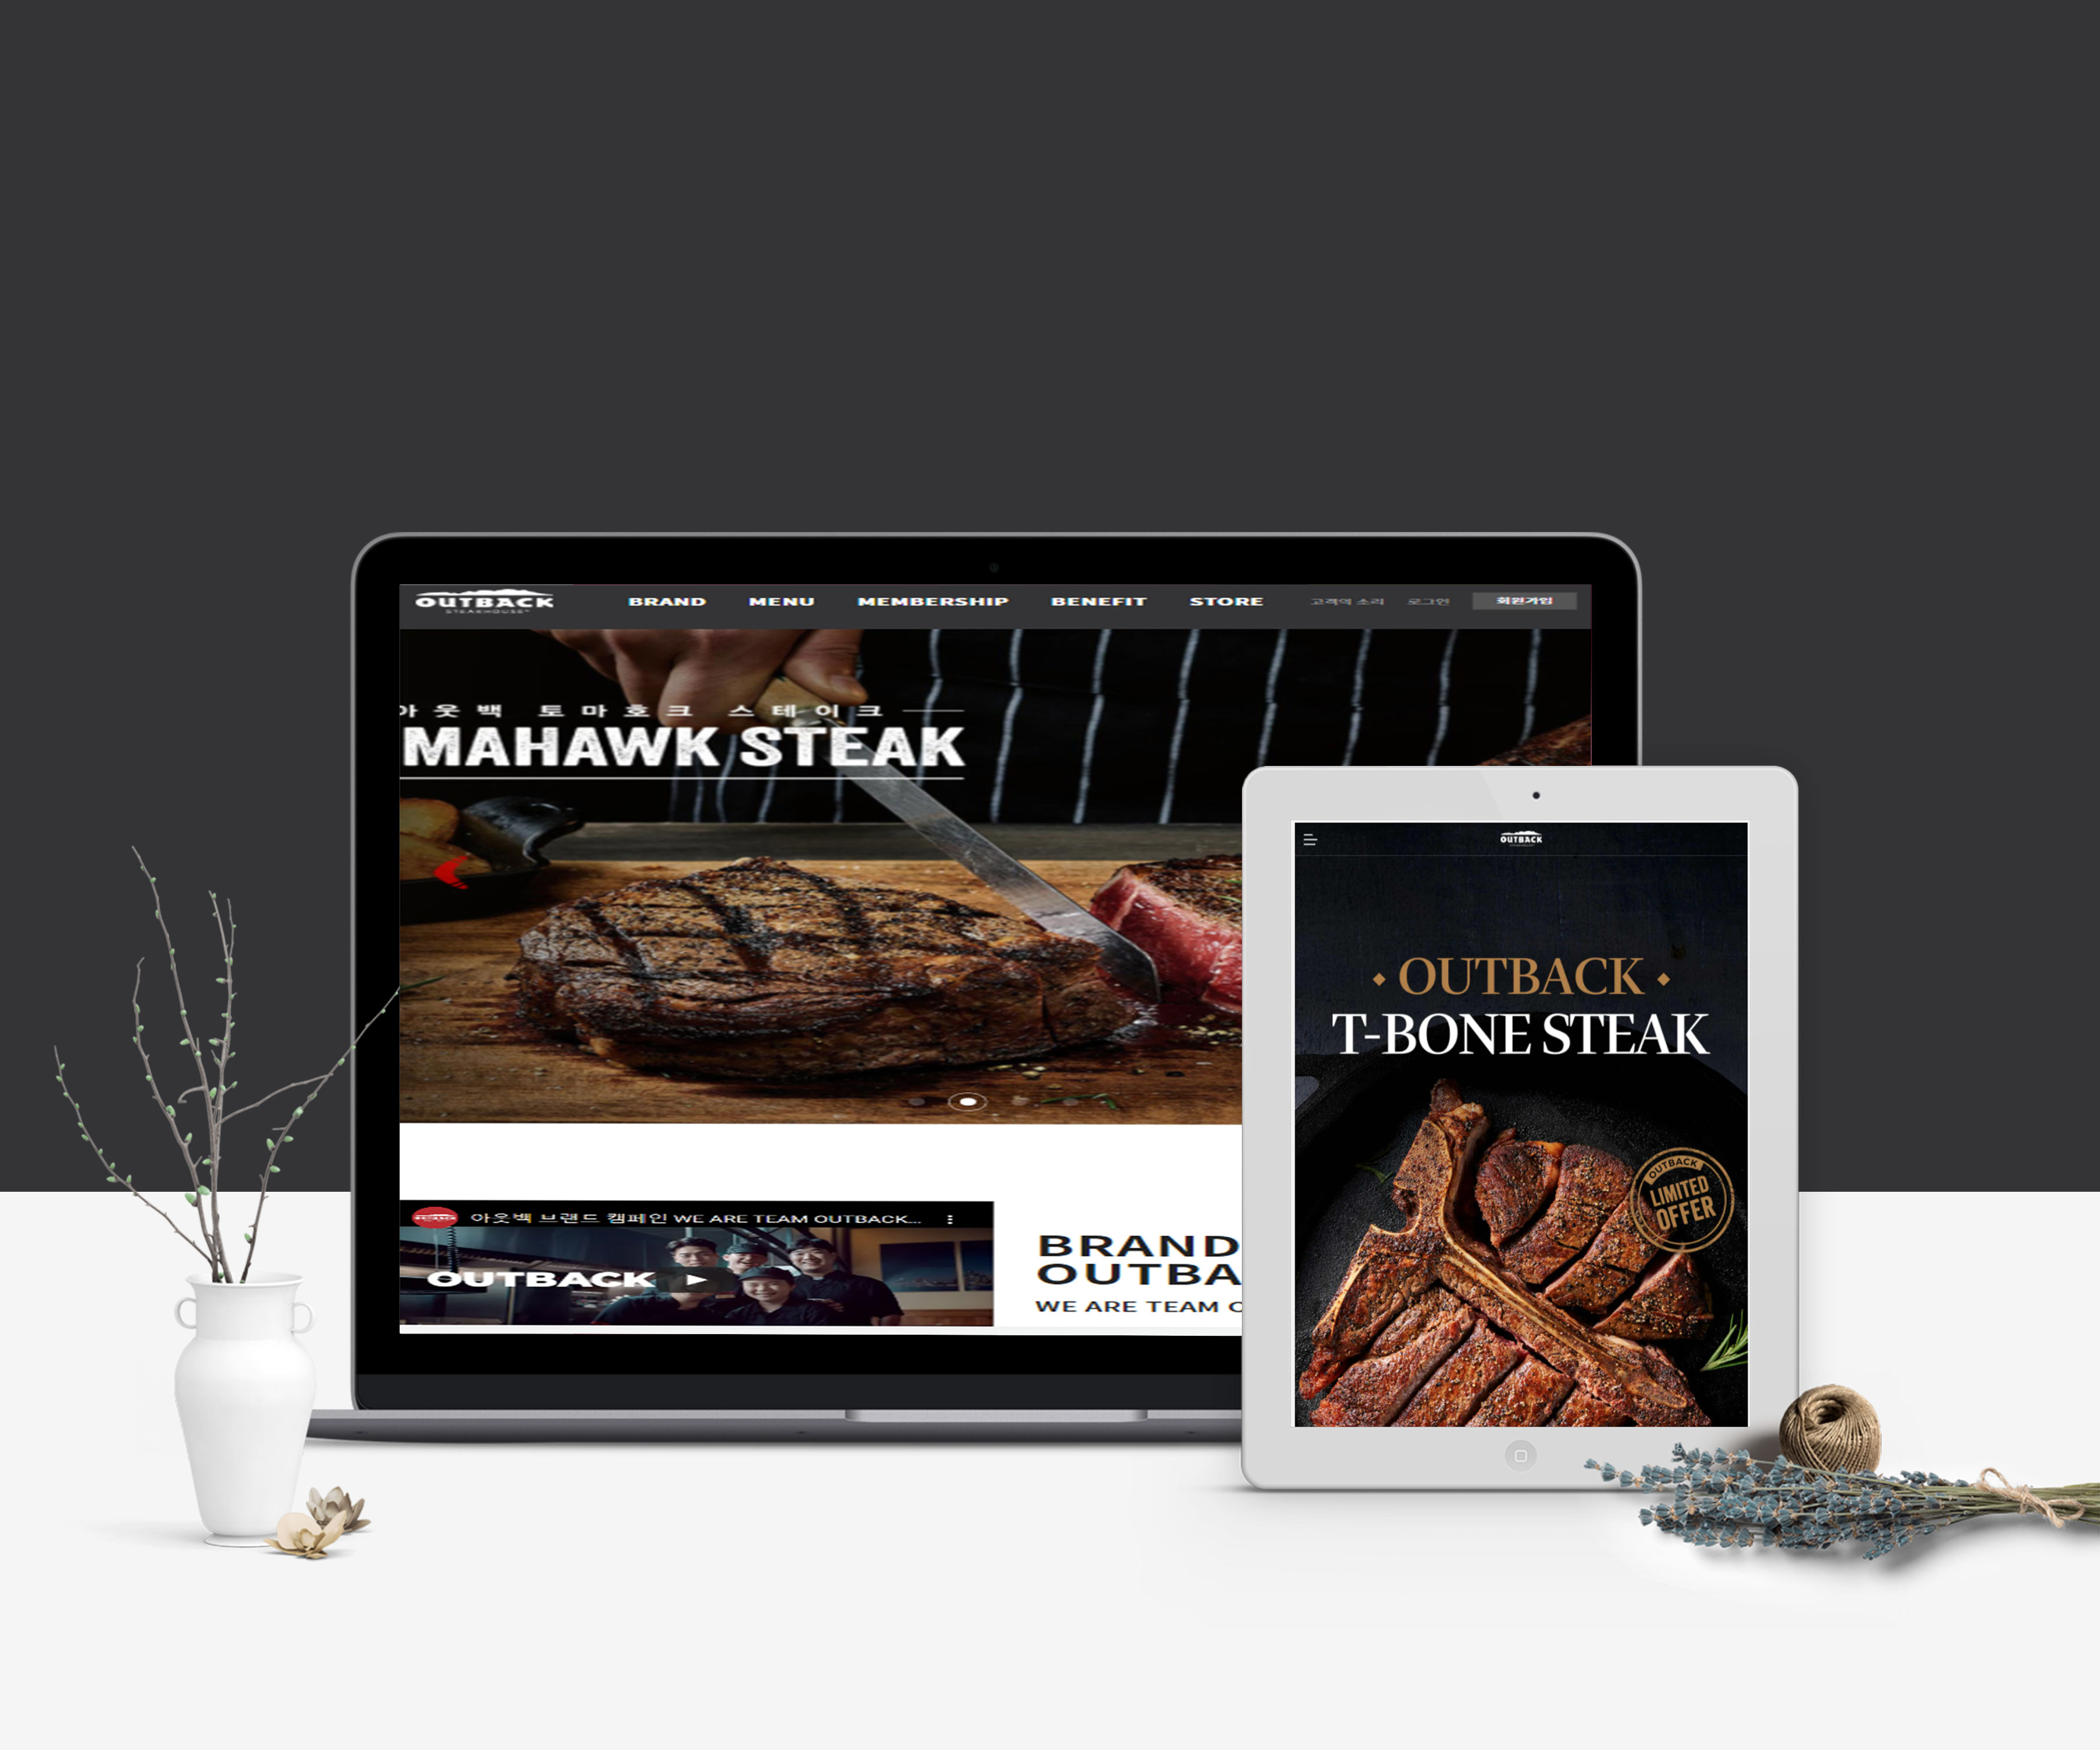 OUTBACK
STEAKHOUSE
BRAND MENU MEMBERSHIP BENEFIT STORE 고객의 소리 로그인 회원가입
아웃백 토마호크 스테이크
MAHAWK STEAK
아웃백 브랜드 캠페인 WE ARE TEAM OUTBACK...
OUTBACK
BRAND
OUTBA
WE ARE TEAM
OUTBACK
OUTBACK
T-BONE STEAK
OUTBACK
LIMITED
OFFER